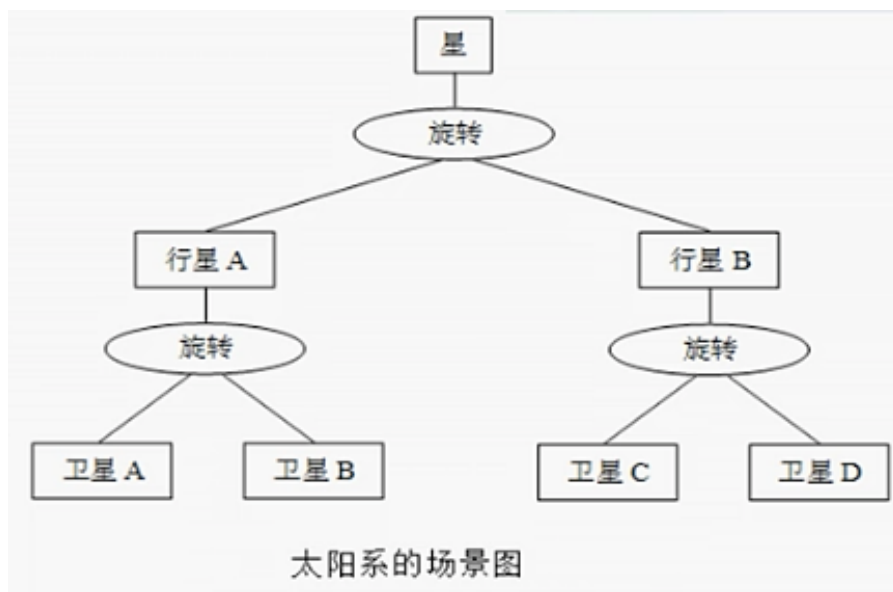 星
旋转
行星 A
行星 B
旋转
旋转
卫星 A
卫星 B
卫星 C
卫星 D
太阳系的场景图